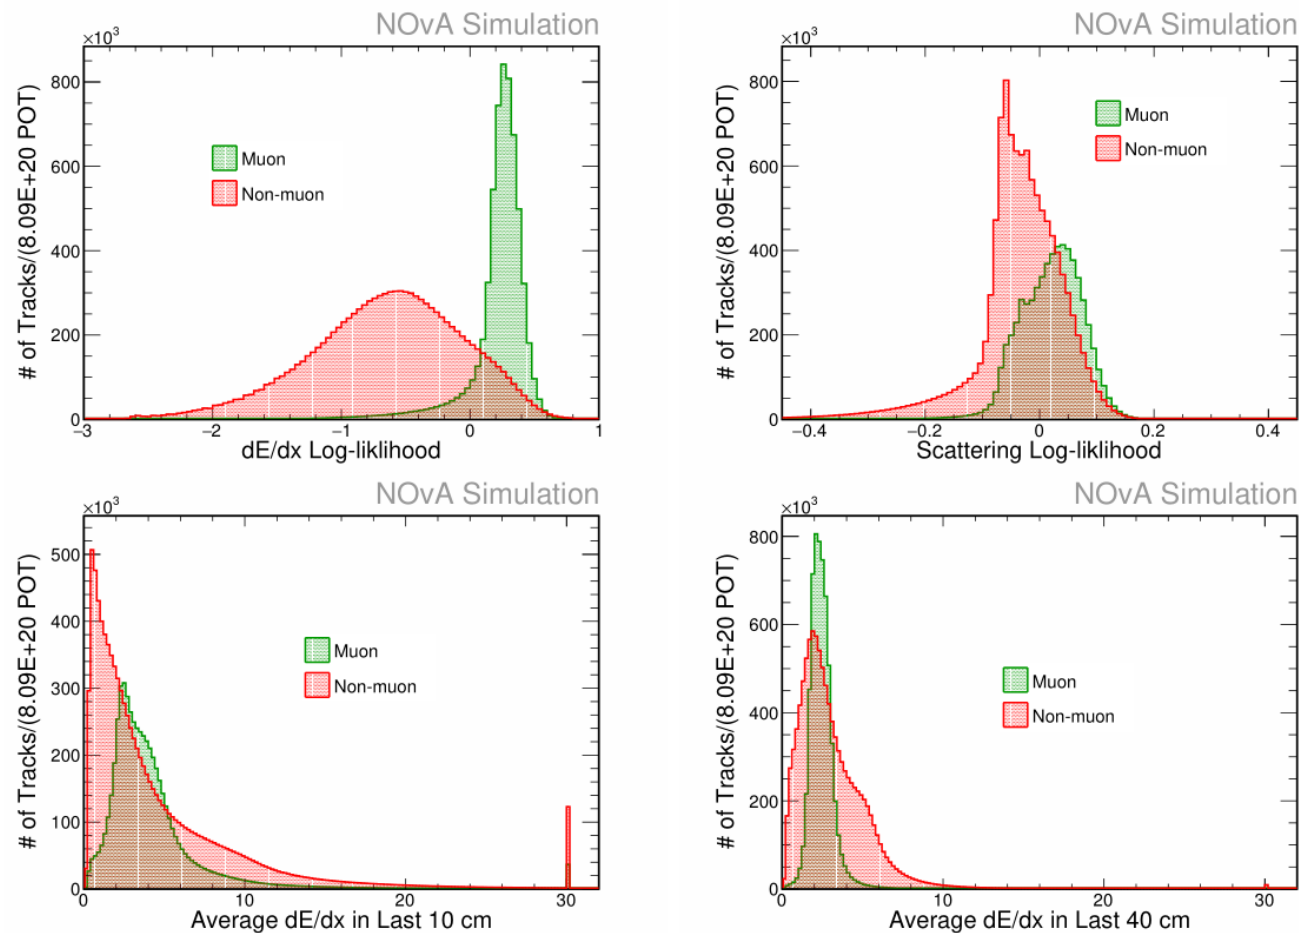 NOvA Simulation
×10³
# of Tracks/(8.09E+20 POT)
800
600
400
200
0
Muon
Non-muon
−3 −2 −1 0 1
dE/dx Log-liklihood
NOvA Simulation
×10³
# of Tracks/(8.09E+20 POT)
800
600
400
200
0
Muon
Non-muon
−0.4 −0.2 0 0.2 0.4
Scattering Log-liklihood
NOvA Simulation
×10³
# of Tracks/(8.09E+20 POT)
500
400
300
200
100
0
Muon
Non-muon
0 10 20 30
Average dE/dx in Last 10 cm
NOvA Simulation
×10³
# of Tracks/(8.09E+20 POT)
800
600
400
200
0
Muon
Non-muon
0 10 20 30
Average dE/dx in Last 40 cm